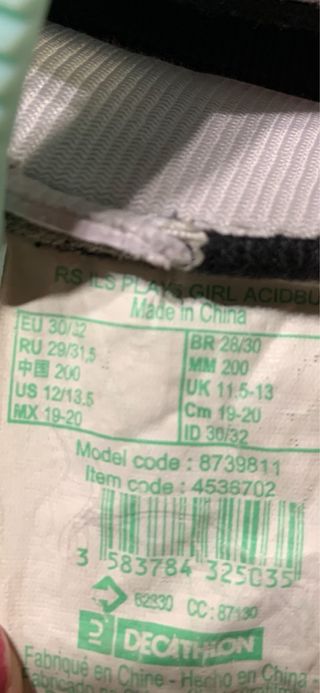 RS ILS PLAY5 GIRL ACIDBU
Made in China
EU 30/32
RU 29/31,5
中国 200
US 12/13.5
MX 19-20
BR 28/30
MM 200
UK 11.5-13
Cm 19-20
ID 30/32
Model code : 8739811
Item code : 4536702
3 583784 325035
62330 CC: 87130
DECATHLON
Fabriqué en Chine - Hecho en China -
Fabricado